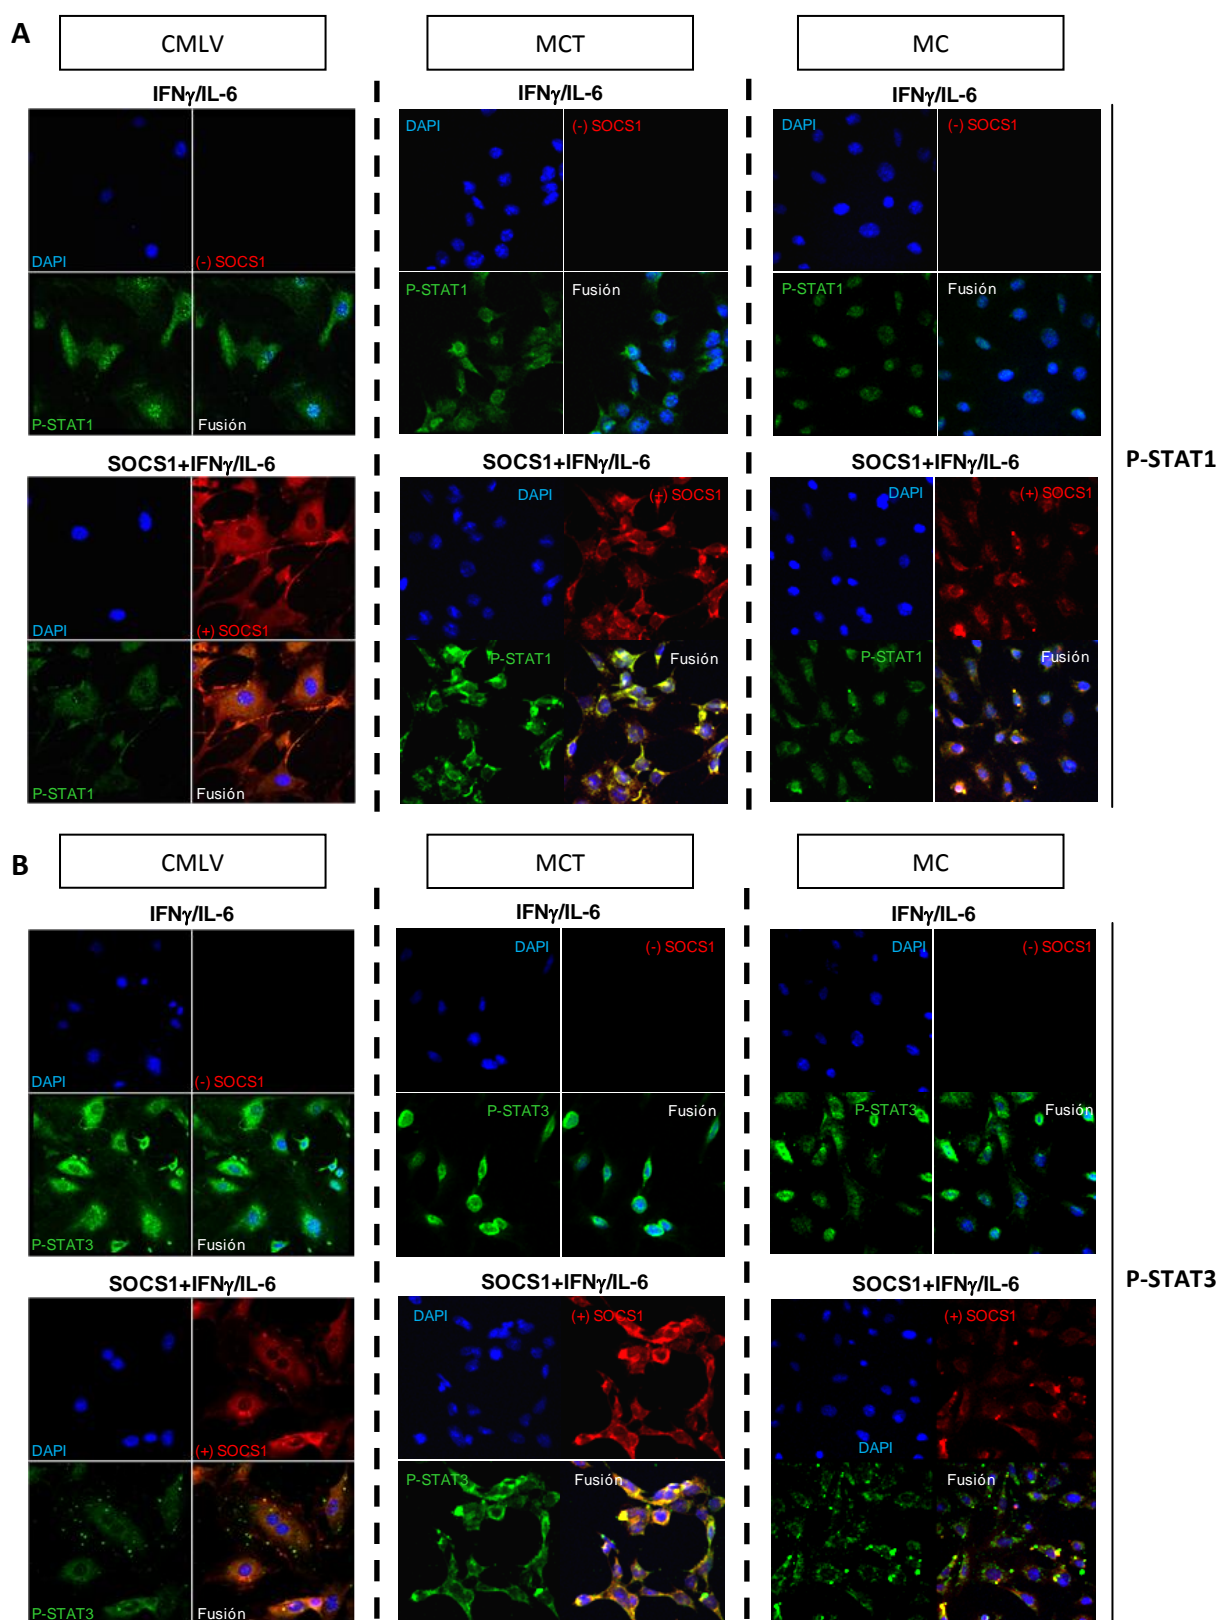 A
CMLV
MCT
MC
IFNγ/IL-6
IFNγ/IL-6
IFNγ/IL-6
DAPI
(-) SOCS1
P-STAT1
Fusión
DAPI
(-) SOCS1
P-STAT1
Fusión
DAPI
(-) SOCS1
P-STAT1
Fusión
SOCS1+IFNγ/IL-6
SOCS1+IFNγ/IL-6
SOCS1+IFNγ/IL-6
DAPI
(+) SOCS1
P-STAT1
Fusión
DAPI
(+) SOCS1
P-STAT1
Fusión
DAPI
(+) SOCS1
P-STAT1
Fusión
P-STAT1
B
CMLV
MCT
MC
IFNγ/IL-6
IFNγ/IL-6
IFNγ/IL-6
DAPI
(-) SOCS1
P-STAT3
Fusión
DAPI
(-) SOCS1
P-STAT3
Fusión
DAPI
(-) SOCS1
P-STAT3
Fusión
SOCS1+IFNγ/IL-6
SOCS1+IFNγ/IL-6
SOCS1+IFNγ/IL-6
DAPI
(+) SOCS1
P-STAT3
Fusión
DAPI
(+) SOCS1
P-STAT3
Fusión
(+) SOCS1
DAPI
Fusión
P-STAT3